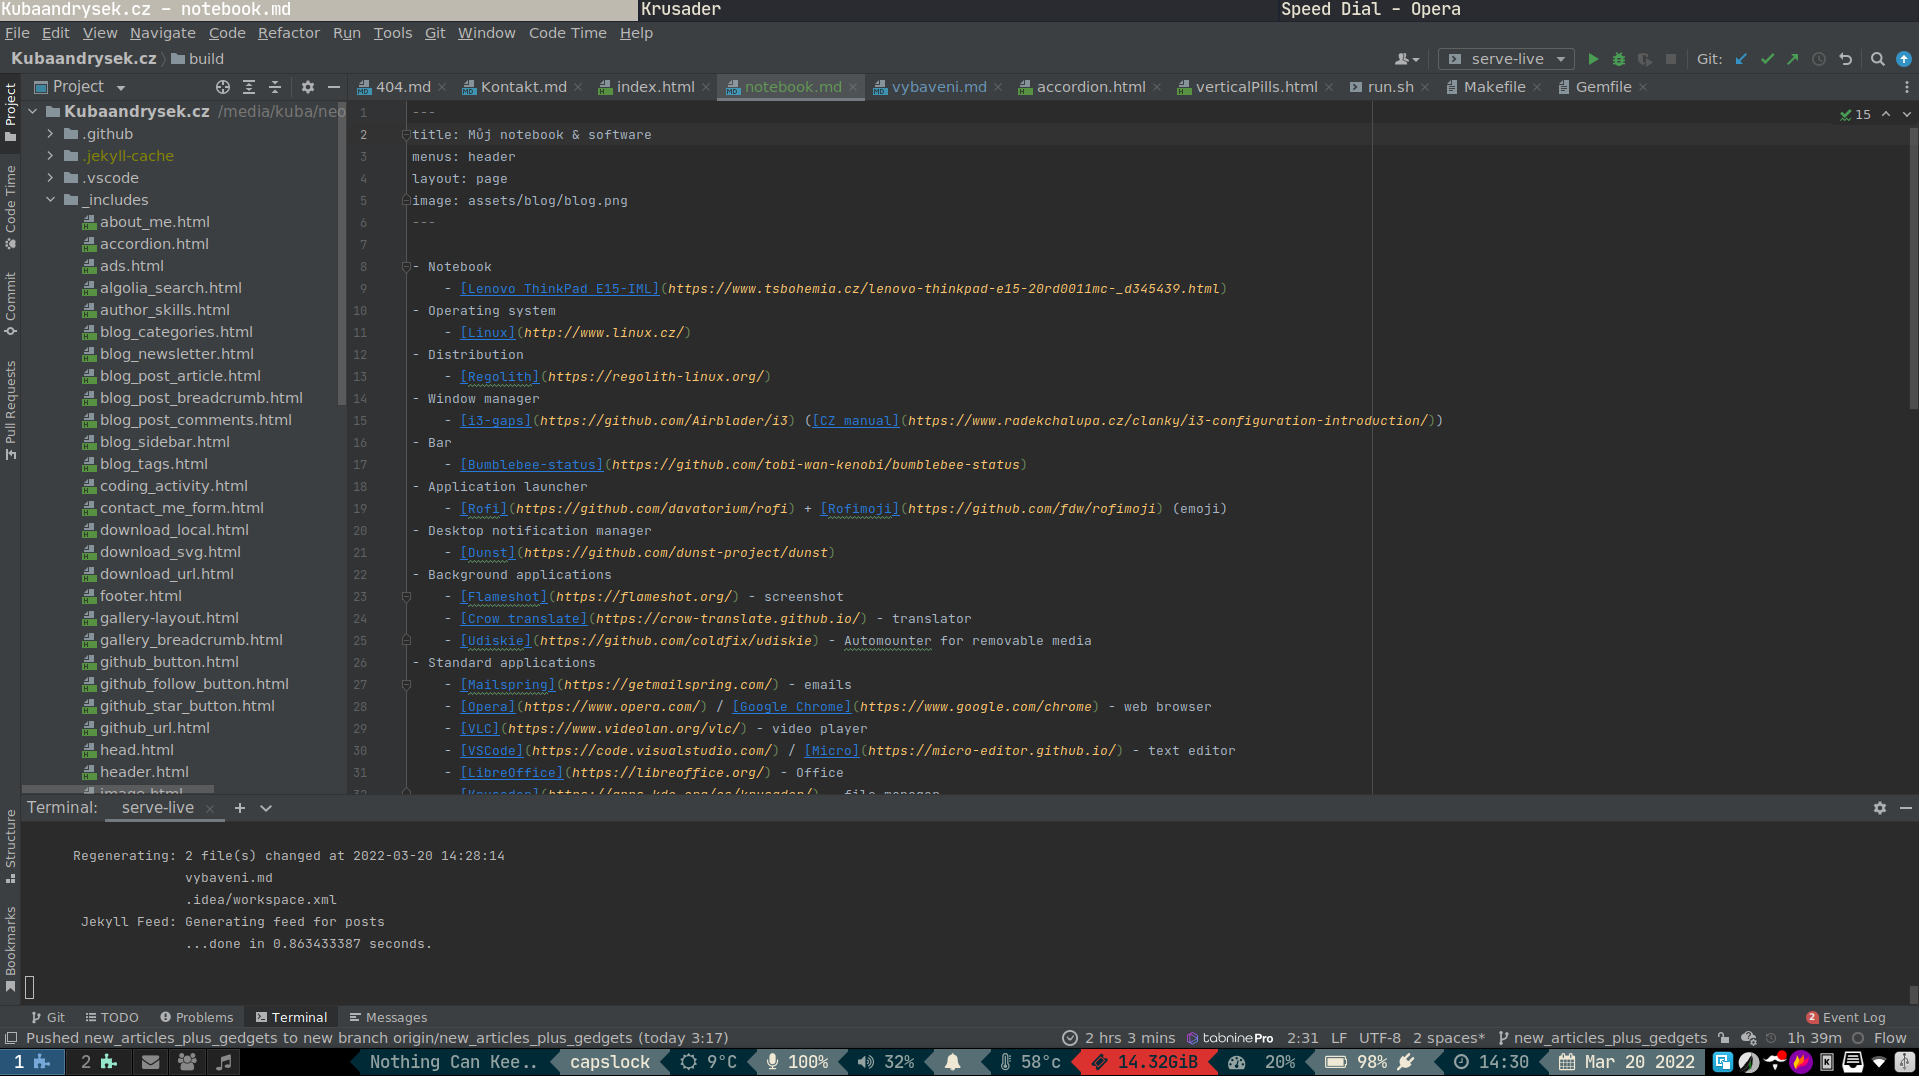 Kubaandrysek.cz - notebook.md
Krusader
Speed Dial - Opera
File Edit View Navigate Code Refactor Run Tools Git Window Code Time Help
Kubaandrysek.cz build
serve-live Git:
Project
404.md Kontakt.md index.html notebook.md vybaveni.md accordion.html verticalPills.html run.sh Makefile Gemfile
Project
Code Time
Commit
Pull Requests
Structure
Bookmarks
Kubaandrysek.cz /media/kuba/neo
.github
.jekyll-cache
.vscode
_includes
about_me.html
accordion.html
ads.html
algolia_search.html
author_skills.html
blog_categories.html
blog_newsletter.html
blog_post_article.html
blog_post_breadcrumb.html
blog_post_comments.html
blog_sidebar.html
blog_tags.html
coding_activity.html
contact_me_form.html
download_local.html
download_svg.html
download_url.html
footer.html
gallery-layout.html
gallery_breadcrumb.html
github_button.html
github_follow_button.html
github_star_button.html
github_url.html
head.html
header.html
image.html
15
1 ---
2 title: Můj notebook & software
3 menus: header
4 layout: page
5 image: assets/blog/blog.png
6 ---
7
8 - Notebook
9 - [Lenovo ThinkPad E15-IML](https://www.tsbohemia.cz/lenovo-thinkpad-e15-20rd0011mc-_d345439.html)
10 - Operating system
11 - [Linux](http://www.linux.cz/)
12 - Distribution
13 - [Regolith](https://regolith-linux.org/)
14 - Window manager
15 - [i3-gaps](https://github.com/Airblader/i3) ([CZ manual](https://www.radekchalupa.cz/clanky/i3-configuration-introduction/))
16 - Bar
17 - [Bumblebee-status](https://github.com/tobi-wan-kenobi/bumblebee-status)
18 - Application launcher
19 - [Rofi](https://github.com/davatorium/rofi) + [Rofimoji](https://github.com/fdw/rofimoji) (emoji)
20 - Desktop notification manager
21 - [Dunst](https://github.com/dunst-project/dunst)
22 - Background applications
23 - [Flameshot](https://flameshot.org/) - screenshot
24 - [Crow translate](https://crow-translate.github.io/) - translator
25 - [Udiskie](https://github.com/coldfix/udiskie) - Automounter for removable media
26 - Standard applications
27 - [Mailspring](https://getmailspring.com/) - emails
28 - [Opera](https://www.opera.com/) / [Google Chrome](https://www.google.com/chrome) - web browser
29 - [VLC](https://www.videolan.org/vlc/) - video player
30 - [VSCode](https://code.visualstudio.com/) / [Micro](https://micro-editor.github.io/) - text editor
31 - [LibreOffice](https://libreoffice.org/) - Office
32 - [Krusader](https://apps.kde.org/cs/krusader/) - file manager
Terminal: serve-live
Regenerating: 2 file(s) changed at 2022-03-20 14:28:14
vybaveni.md
.idea/workspace.xml
Jekyll Feed: Generating feed for posts
...done in 0.863433387 seconds.
Git TODO Problems Terminal Messages
2 Event Log
Pushed new_articles_plus_gedgets to new branch origin/new_articles_plus_gedgets (today 3:17)
2 hrs 3 mins tabnine Pro 2:31 LF UTF-8 2 spaces* new_articles_plus_gedgets 1h 39m Flow
1 2 Nothing Can Kee.. capslock 9°C 100% 32% 58°c 14.32GiB 20% 98% 14:30 Mar 20 2022